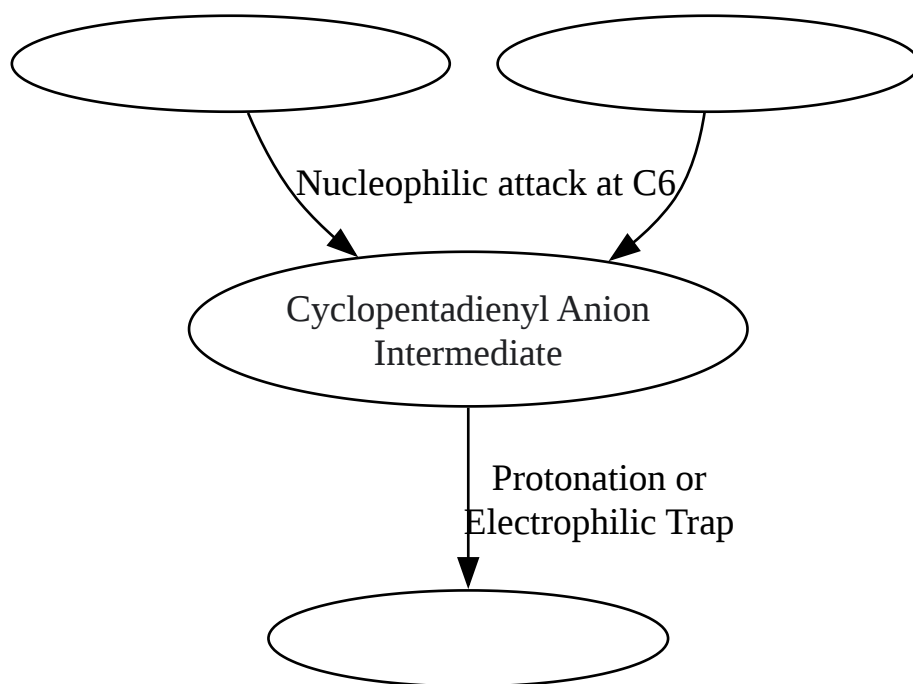 Nucleophilic attack at C6
Cyclopentadienyl Anion
Intermediate
Protonation or
Electrophilic Trap